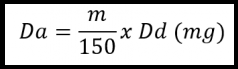 Da = m/150 x Dd (mg)